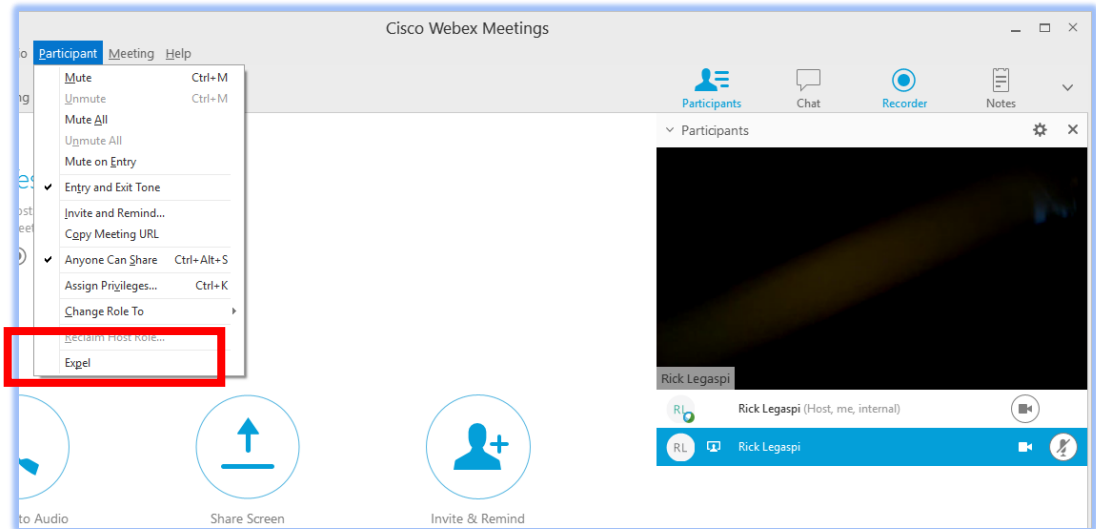 Cisco Webex Meetings
Participant Meeting Help
Mute Ctrl+M
Unmute Ctrl+M
Mute All
Unmute All
Mute on Entry
Entry and Exit Tone
Invite and Remind...
Copy Meeting URL
Anyone Can Share Ctrl+Alt+S
Assign Privileges... Ctrl+K
Change Role To
Reclaim Host Role...
Expel
Participants Chat Recorder Notes
Participants
Rick Legaspi
RL Rick Legaspi (Host, me, internal)
RL Rick Legaspi
to Audio Share Screen Invite & Remind